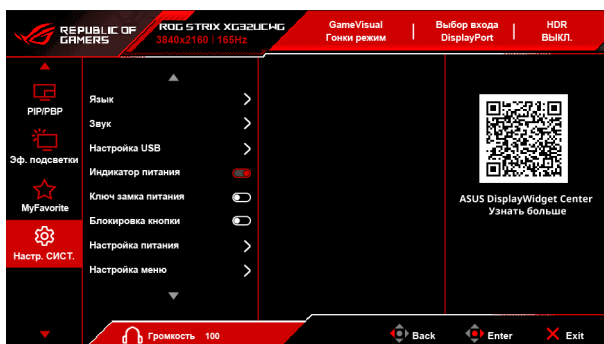 REPUBLIC OF
GAMERS
ROG STRIX XG32UCWG
3840x2160 | 165Hz
GameVisual
Гонки режим
Выбор входа
DisplayPort
HDR
ВЫКЛ.
PIP/PBP
Эф. подсветки
MyFavorite
Настр. СИСТ.
Язык
Звук
Настройка USB
Индикатор питания
Ключ замка питания
Блокировка кнопки
Настройка питания
Настройка меню
ASUS DisplayWidget Center
Узнать больше
Громкость 100
Back
Enter
Exit